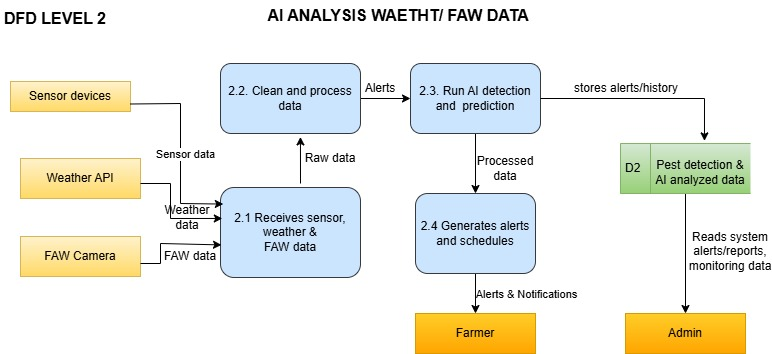 DFD LEVEL 2
AI ANALYSIS WAETHT/ FAW DATA
Sensor devices
Sensor data
Weather API
Weather
data
FAW Camera
FAW data
2.1 Receives sensor,
weather &
FAW data
Raw data
2.2. Clean and process
data
Alerts
2.3. Run AI detection
and prediction
stores alerts/history
Processed
data
2.4 Generates alerts
and schedules
Alerts & Notifications
Farmer
D2
Pest detection &
AI analyzed data
Reads system
alerts/reports,
monitoring data
Admin